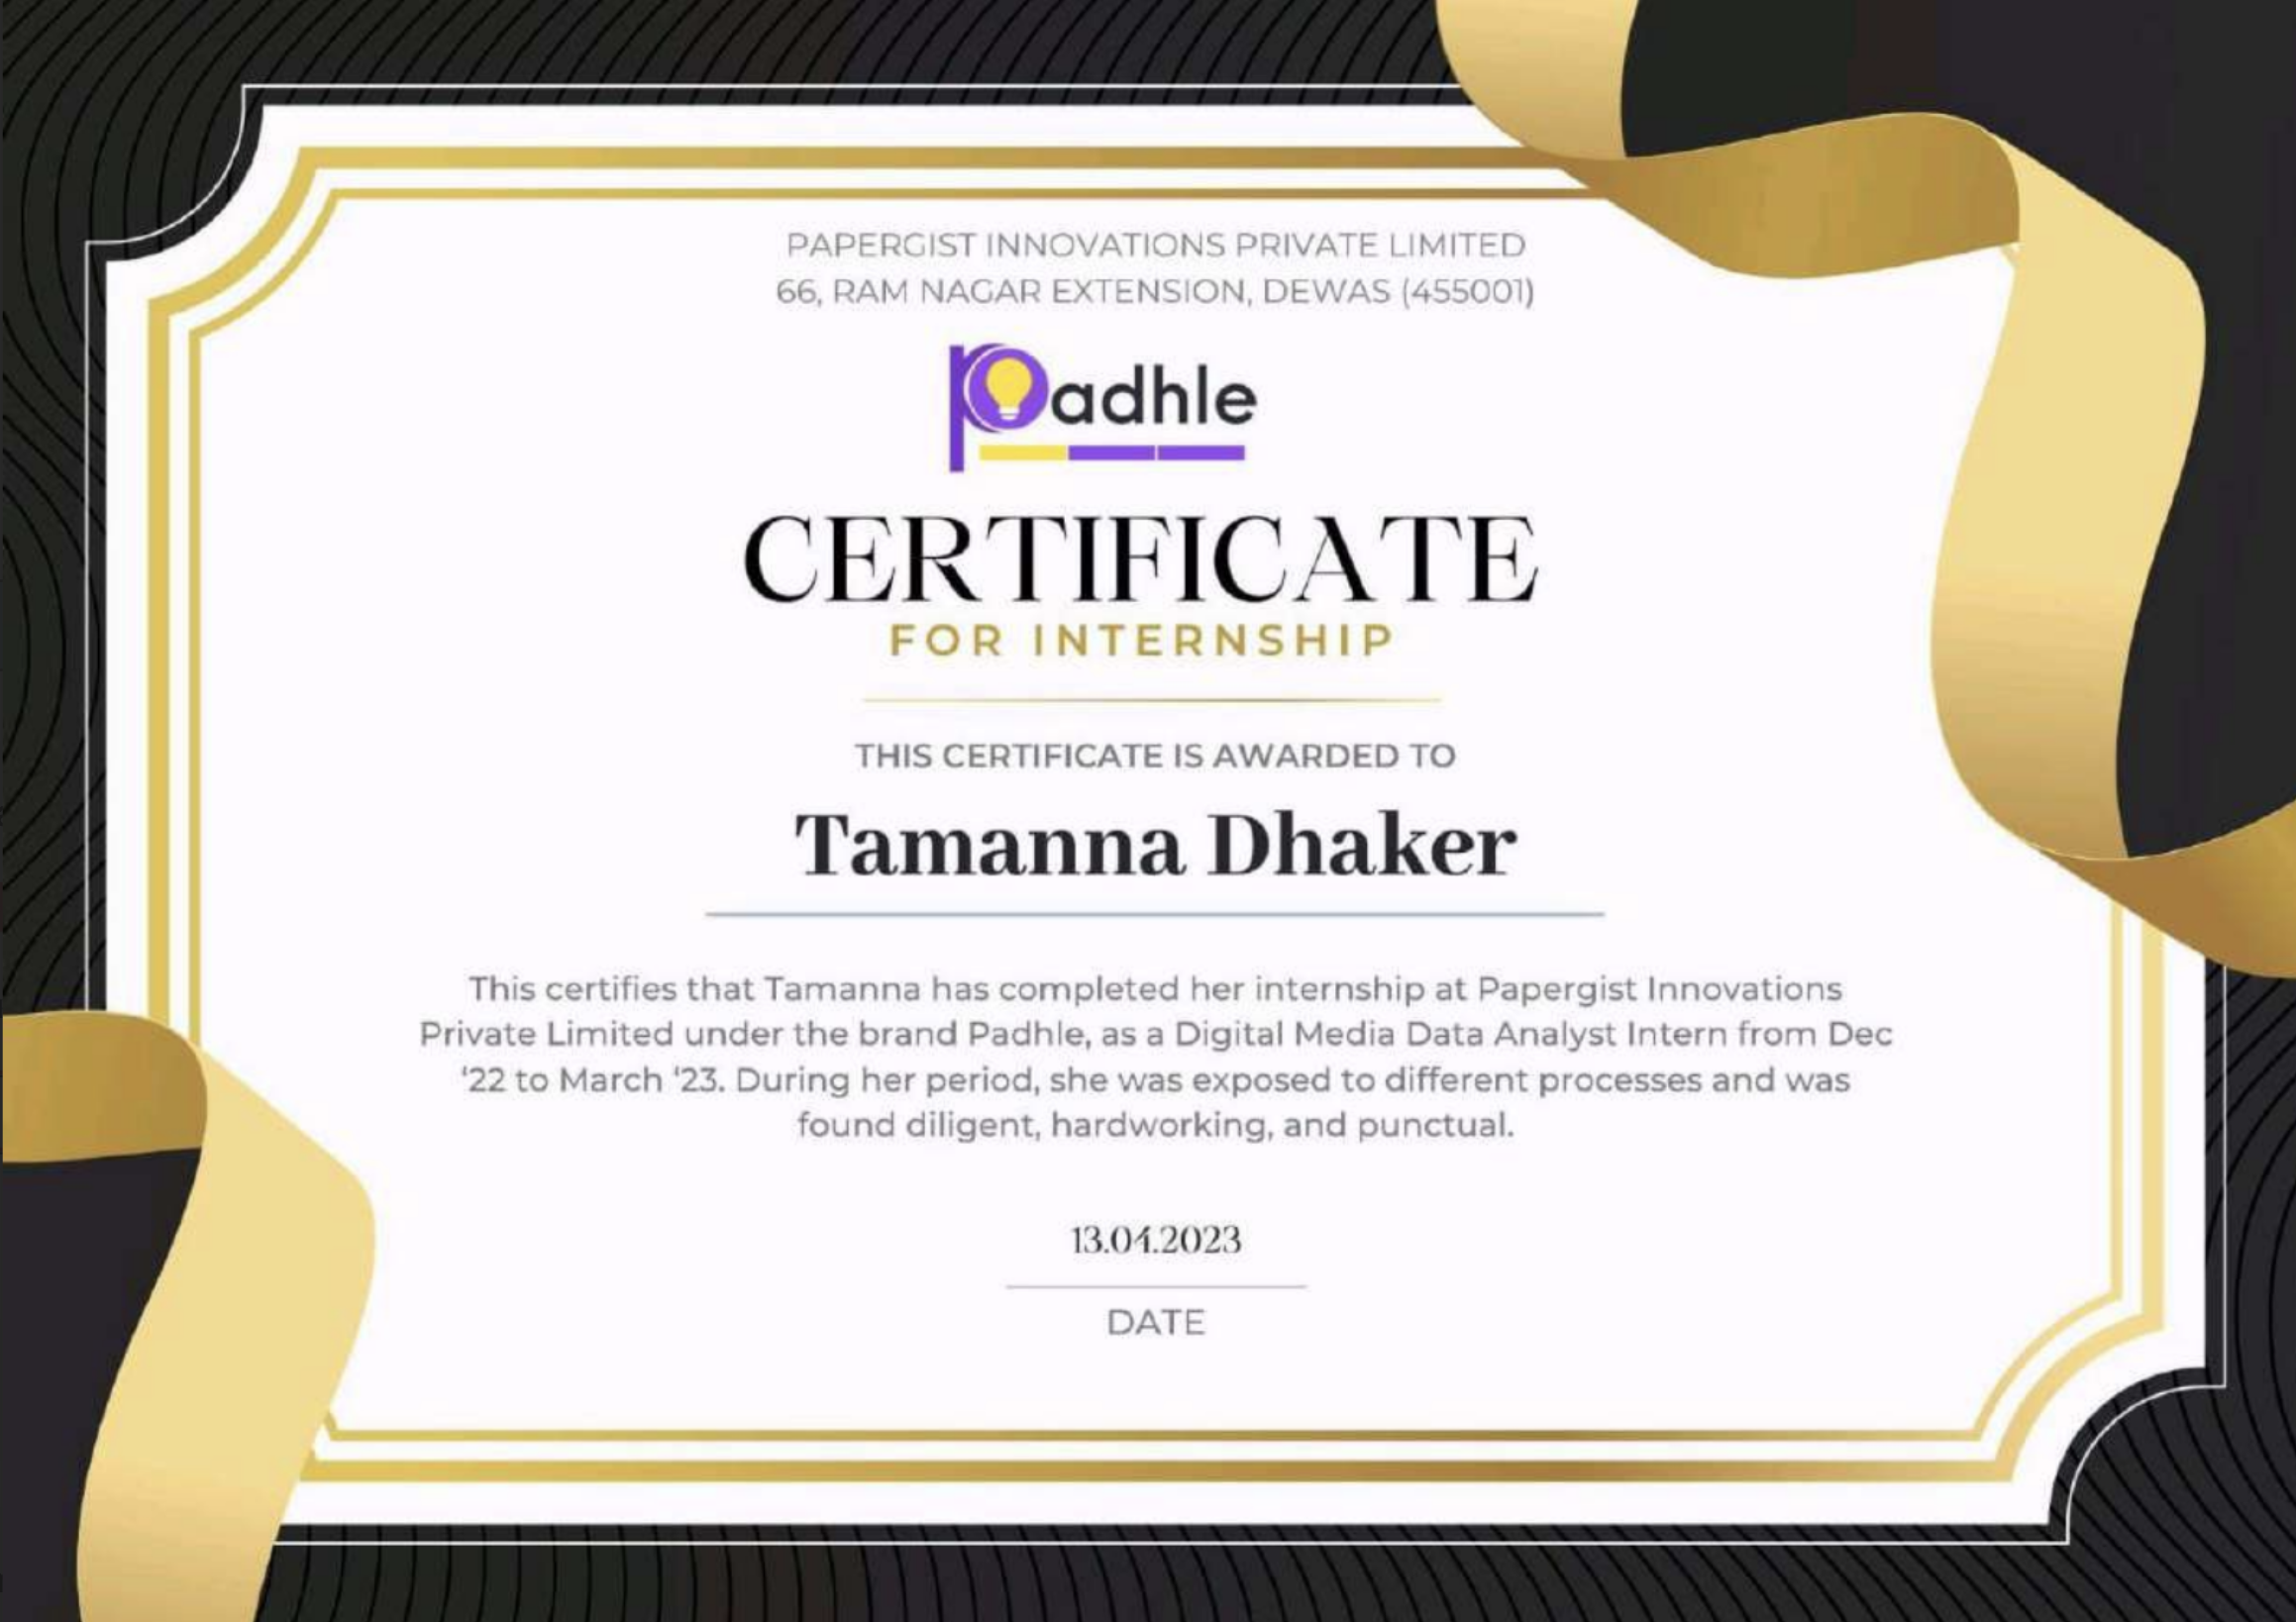 PAPERGIST INNOVATIONS PRIVATE LIMITED
66, RAM NAGAR EXTENSION, DEWAS (455001)
Padhle
CERTIFICATE
FOR INTERNSHIP
THIS CERTIFICATE IS AWARDED TO
Tamanna Dhaker
This certifies that Tamanna has completed her internship at Papergist Innovations
Private Limited under the brand Padhle, as a Digital Media Data Analyst Intern from Dec
‘22 to March ‘23. During her period, she was exposed to different processes and was
found diligent, hardworking, and punctual.
13.04.2023
DATE